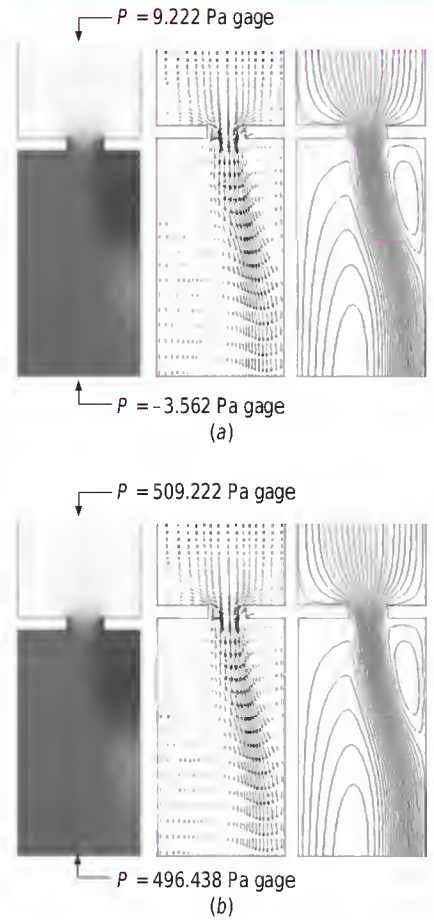 P = 9.222 Pa gage
P = –3.562 Pa gage
(a)
P = 509.222 Pa gage
P = 496.438 Pa gage
(b)